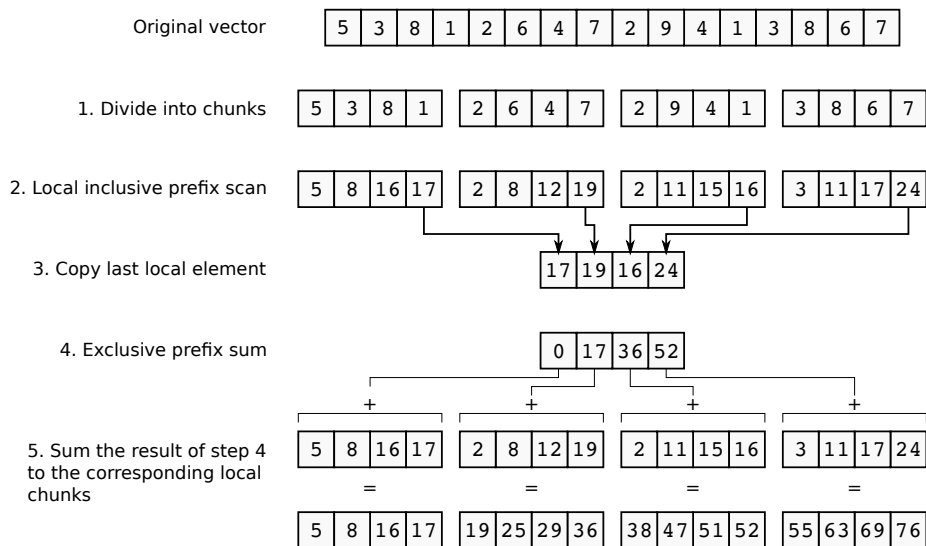 Original vector 5 3 8 1 2 6 4 7 2 9 4 1 3 8 6 7
1. Divide into chunks 5 3 8 1 2 6 4 7 2 9 4 1 3 8 6 7
2. Local inclusive prefix scan 5 8 16 17 2 8 12 19 2 11 15 16 3 11 17 24
3. Copy last local element 17 19 16 24
4. Exclusive prefix sum 0 17 36 52
+ + + +
5. Sum the result of step 4
to the corresponding local
chunks
5 8 16 17 2 8 12 19 2 11 15 16 3 11 17 24
= = = =
5 8 16 17 19 25 29 36 38 47 51 52 55 63 69 76